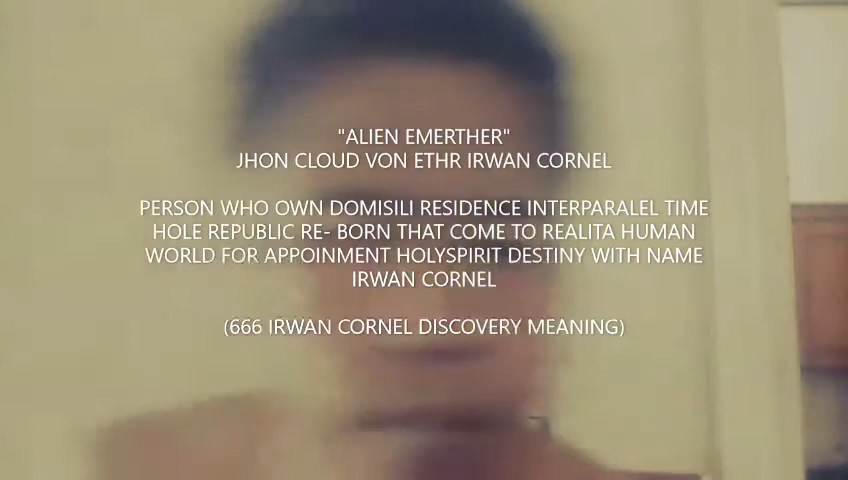 "ALIEN EMERTHER"
JHON CLOUD VON ETHR IRWAN CORNEL
PERSON WHO OWN DOMISILI RESIDENCE INTERPARALEL TIME
HOLE REPUBLIC RE- BORN THAT COME TO REALITA HUMAN
WORLD FOR APPOINMENT HOLYSPIRIT DESTINY WITH NAME
IRWAN CORNEL
(666 IRWAN CORNEL DISCOVERY MEANING)